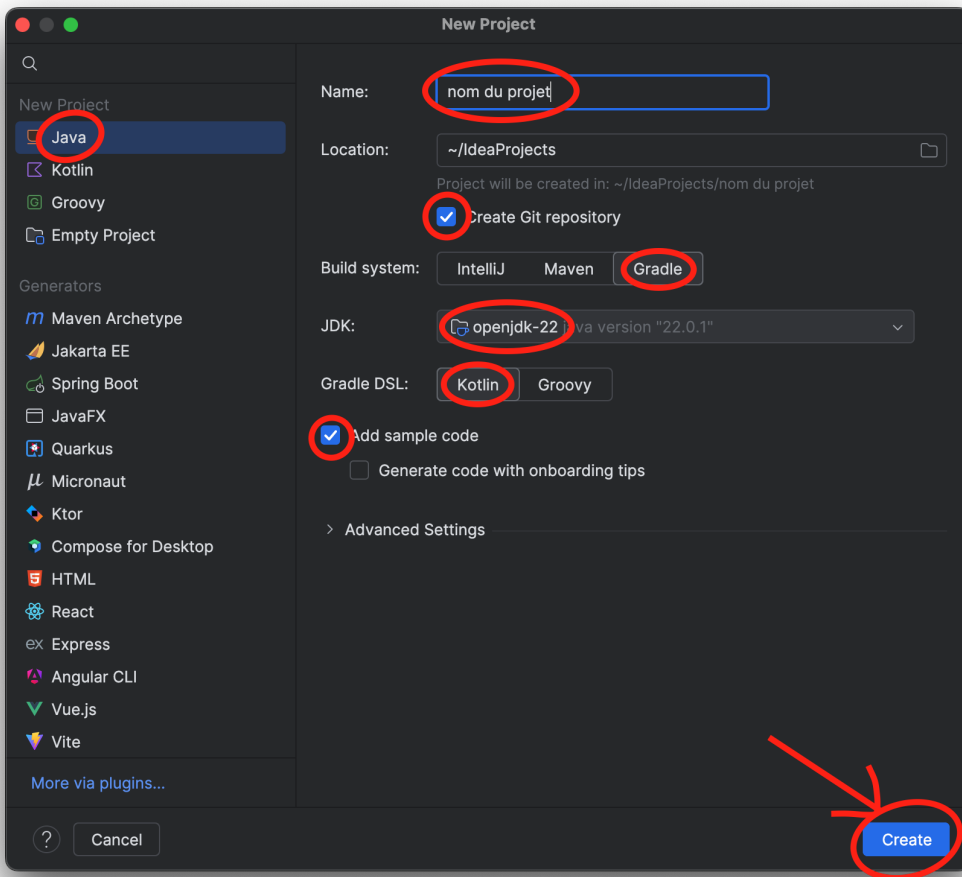 New Project
New Project
Java
Kotlin
Groovy
Empty Project
Generators
Maven Archetype
Jakarta EE
Spring Boot
JavaFX
Quarkus
Micronaut
Ktor
Compose for Desktop
HTML
React
ex Express
Angular CLI
Vue.js
Vite
More via plugins...
Name: nom du projet
Location: ~/IdeaProjects
Project will be created in: ~/IdeaProjects/nom du projet
Create Git repository
Build system: IntelliJ Maven Gradle
JDK: openjdk-22 java version "22.0.1"
Gradle DSL: Kotlin Groovy
Add sample code
Generate code with onboarding tips
Advanced Settings
? Cancel Create